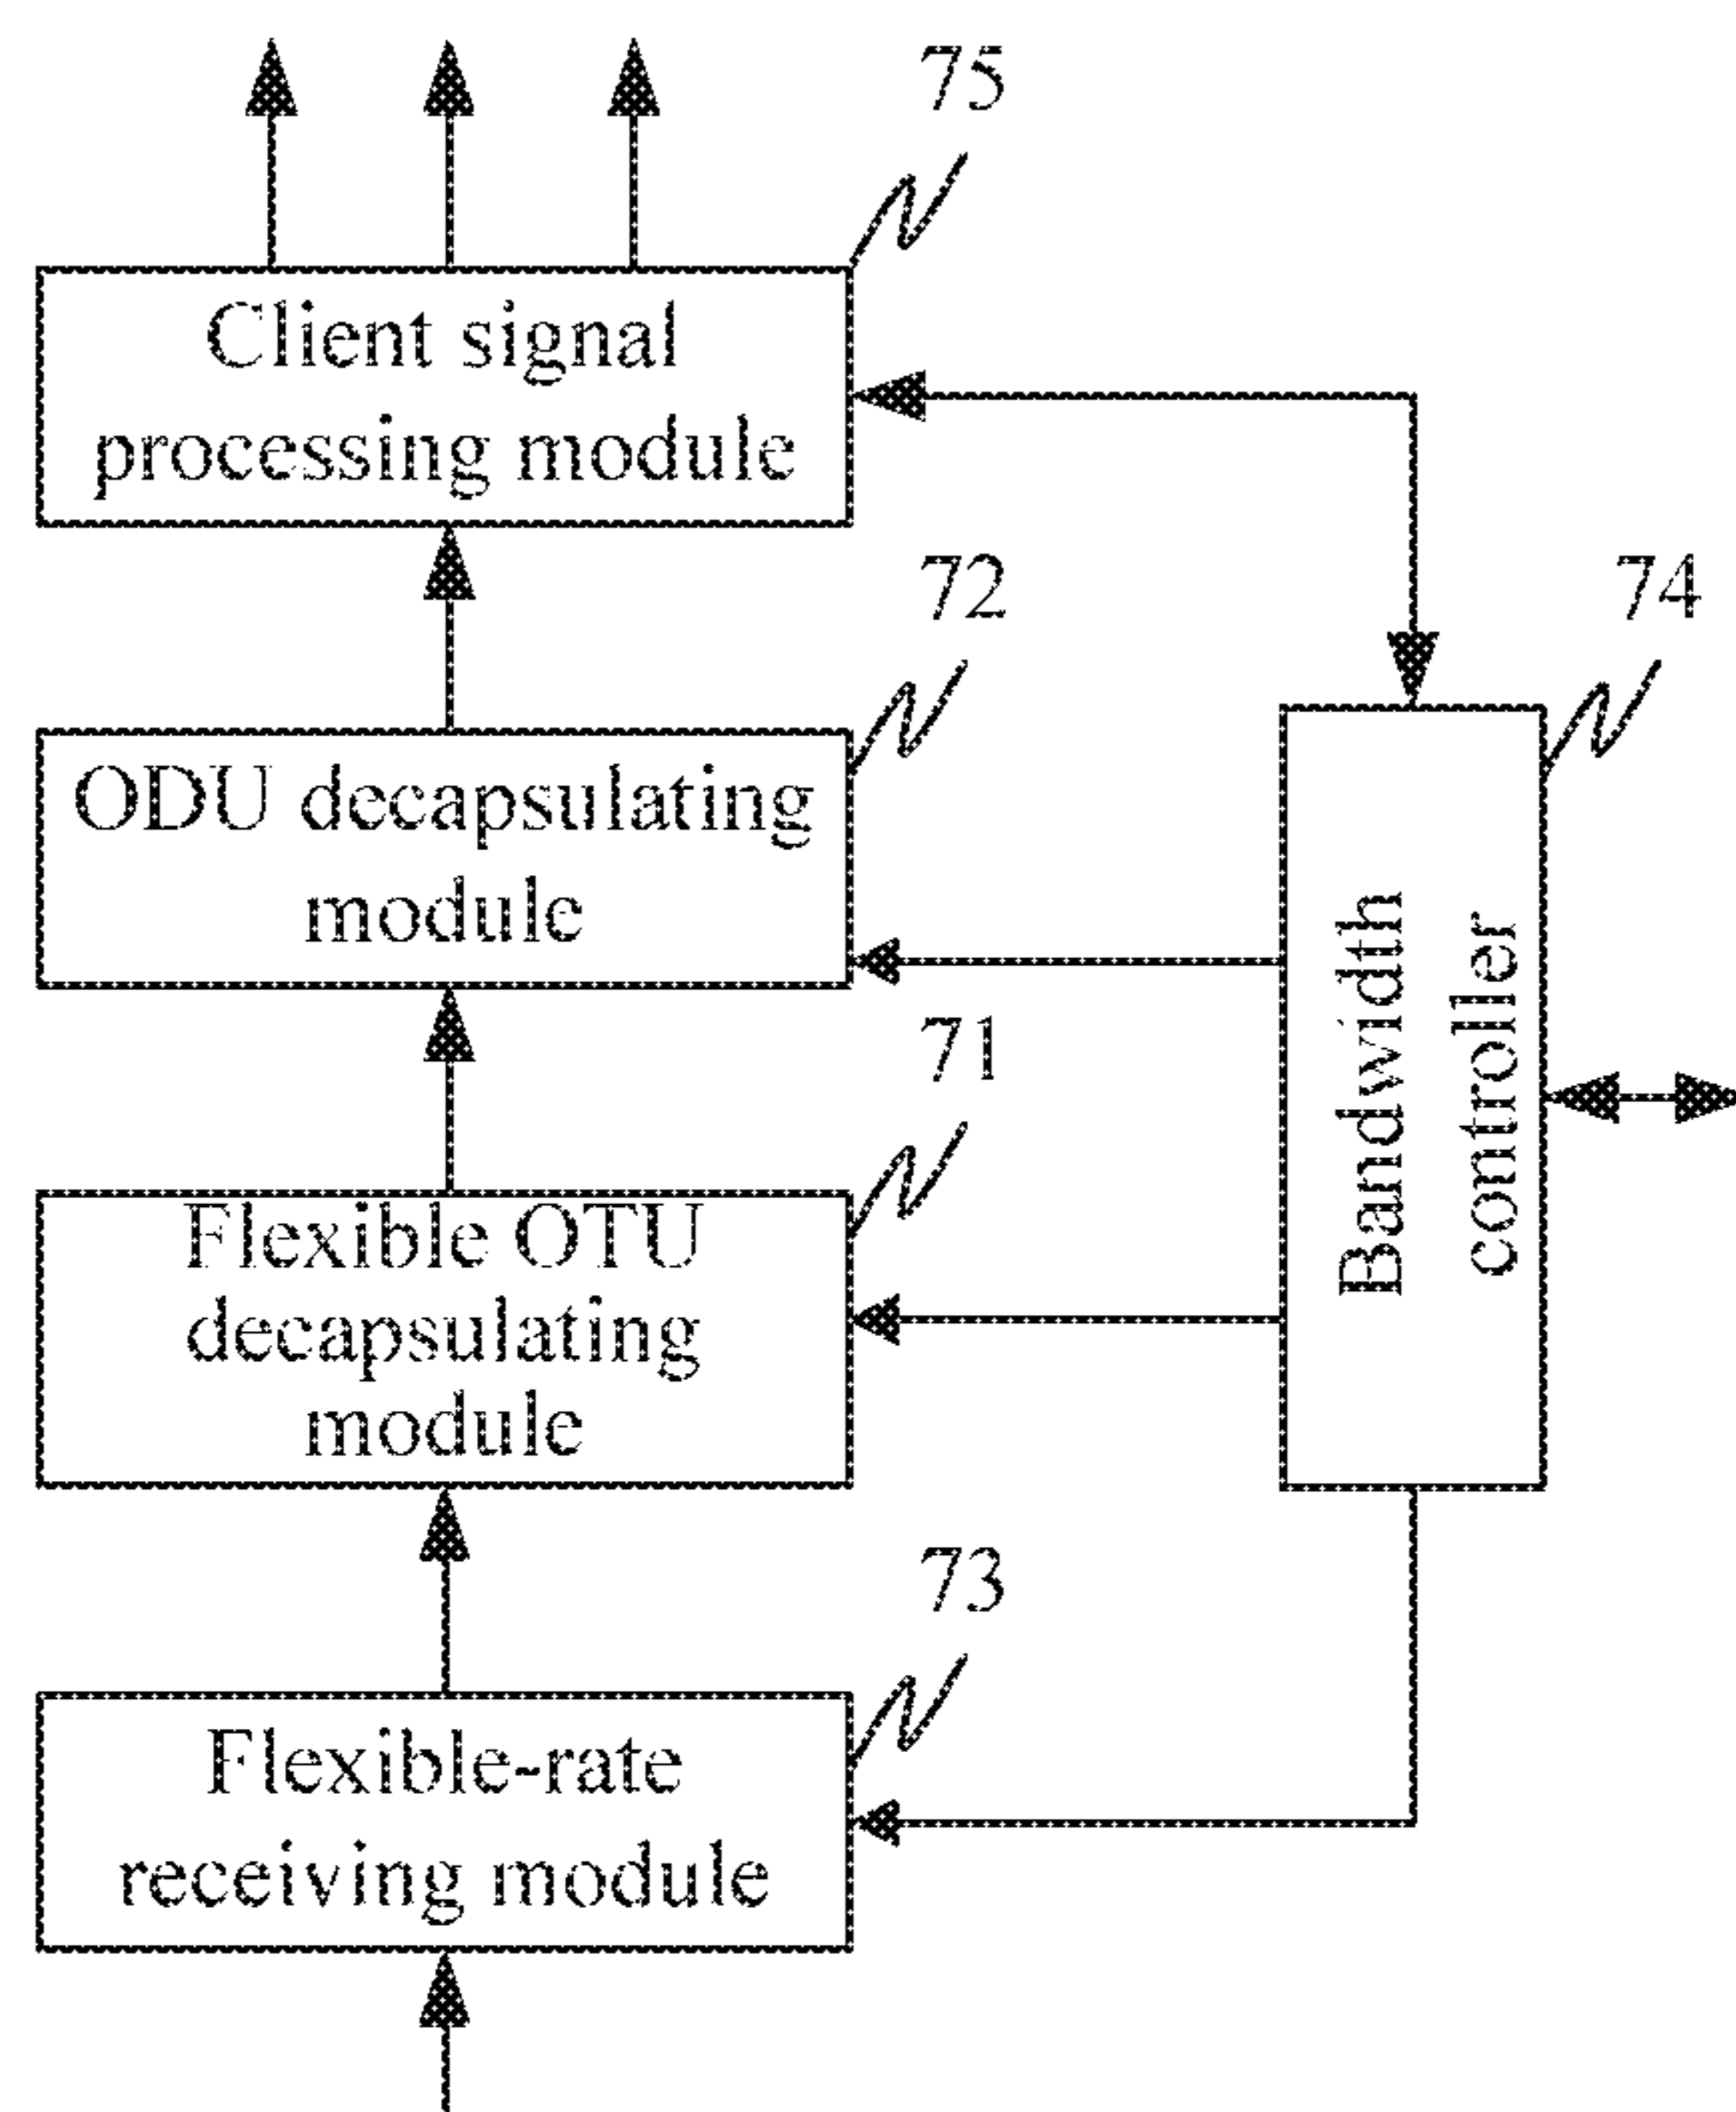 75
Client signal
processing module
72
74
ODU decapsulating
module
Bandwidth
controller
71
Flexible OTU
decapsulating
module
73
Flexible-rate
receiving module